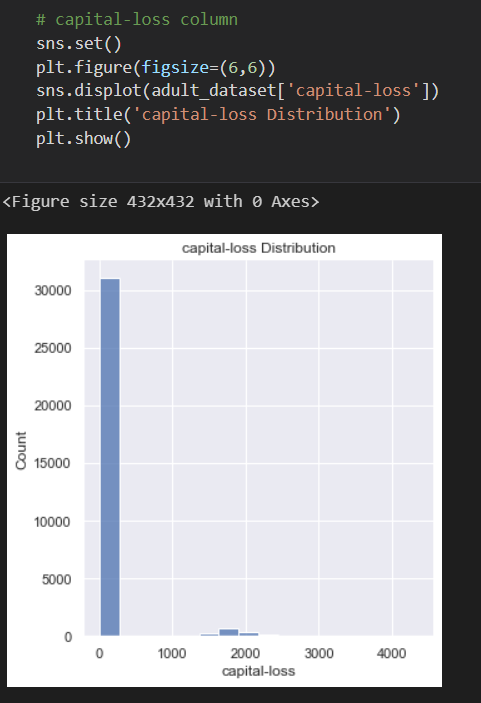 # capital-loss column
sns.set()
plt.figure(figsize=(6,6))
sns.displot(adult_dataset['capital-loss'])
plt.title('capital-loss Distribution')
plt.show()
<Figure size 432x432 with 0 Axes>
capital-loss Distribution
30000
25000
20000
15000
10000
5000
0
Count
0 1000 2000 3000 4000
capital-loss